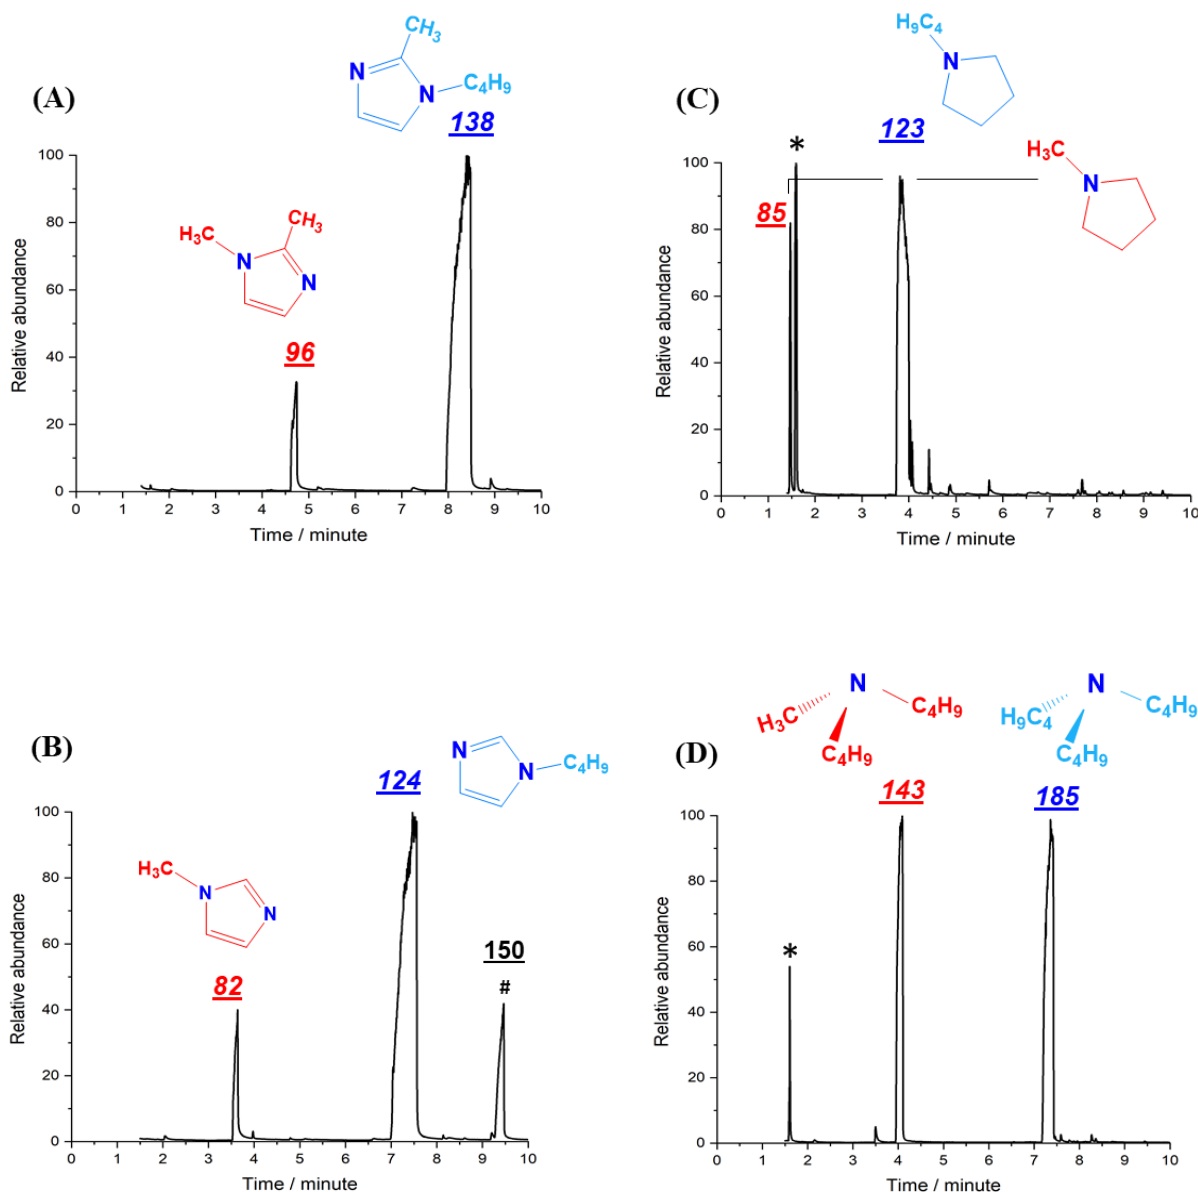 (A)
CH₃
N
N
C₄H₉
138
H₃C
CH₃
N
N
96
Relative abundance
100
80
60
40
20
0
0 1 2 3 4 5 6 7 8 9 10
Time / minute
(C)
H₉C₄
N
123
*
85
H₃C
N
Relative abundance
100
80
60
40
20
0
0 1 2 3 4 5 6 7 8 9 10
Time / minute
(B)
N
N
C₄H₉
124
H₃C
N
N
82
150
#
Relative abundance
100
80
60
40
20
0
0 1 2 3 4 5 6 7 8 9 10
Time / minute
(D)
N
H₃C
C₄H₉
C₄H₉
143
N
H₉C₄
C₄H₉
C₄H₉
185
*
Relative abundance
100
80
60
40
20
0
0 1 2 3 4 5 6 7 8 9 10
Time / minute